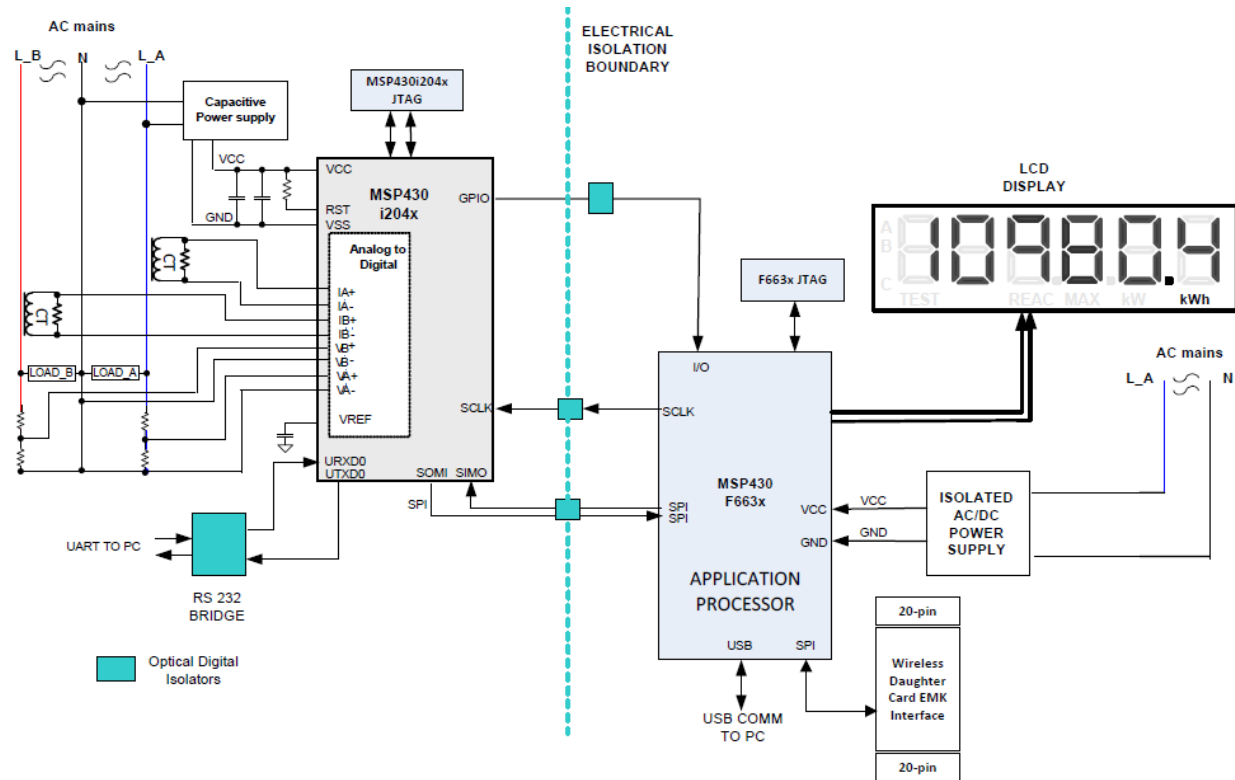 AC mains
L_B
N
L_A
Capacitive
Power supply
MSP430i204x
JTAG
ELECTRICAL
ISOLATION
BOUNDARY
VCC
GND
VCC
RST
VSS
MSP430
i204x
GPIO
Analog to
Digital
CT
CT
IA+
IA-
IB+
IB-
VB+
VB-
VA+
VA-
VREF
LOAD_B
LOAD_A
SCLK
URXD0
UTXD0
SOMI
SIMO
SPI
UART TO PC
RS 232
BRIDGE
Optical Digital
Isolators
LCD
DISPLAY
A
B
C
10980.4
TEST
REAC
MAX
kW
kWh
F663x JTAG
I/O
SCLK
SPI
SPI
MSP430
F663x
VCC
GND
APPLICATION
PROCESSOR
USB
SPI
VCC
GND
AC mains
L_A
N
ISOLATED
AC/DC
POWER
SUPPLY
USB COMM
TO PC
20-pin
Wireless
Daughter
Card EMK
Interface
20-pin